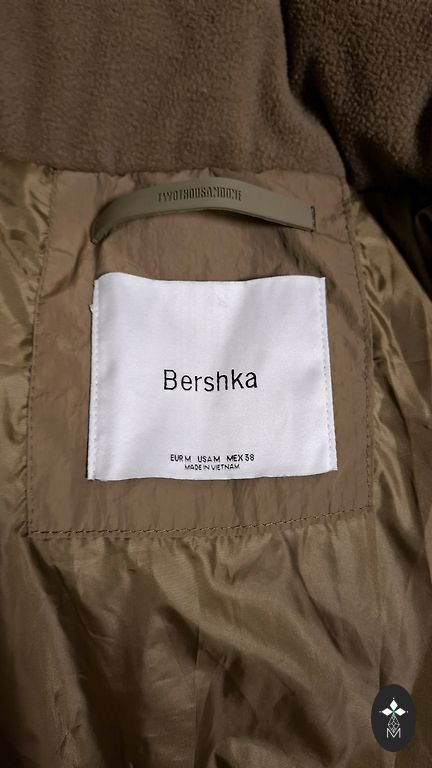 TWOTHOUSANDONE
Bershka
EUR M USA M MEX 38
MADE IN VIETNAM
M